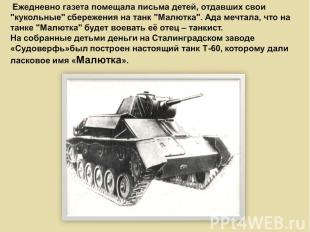 Ежедневно газета помещала письма детей, отдавших свои
"кукольные" сбережения на танк "Малютка". Ада мечтала, что на
танке "Малютка" будет воевать её отец – танкист.
На собранные детьми деньги на Сталинградском заводе
«Судоверфь»был построен настоящий танк Т-60, которому дали
ласковое имя «Малютка».
PPt4WEB.ru